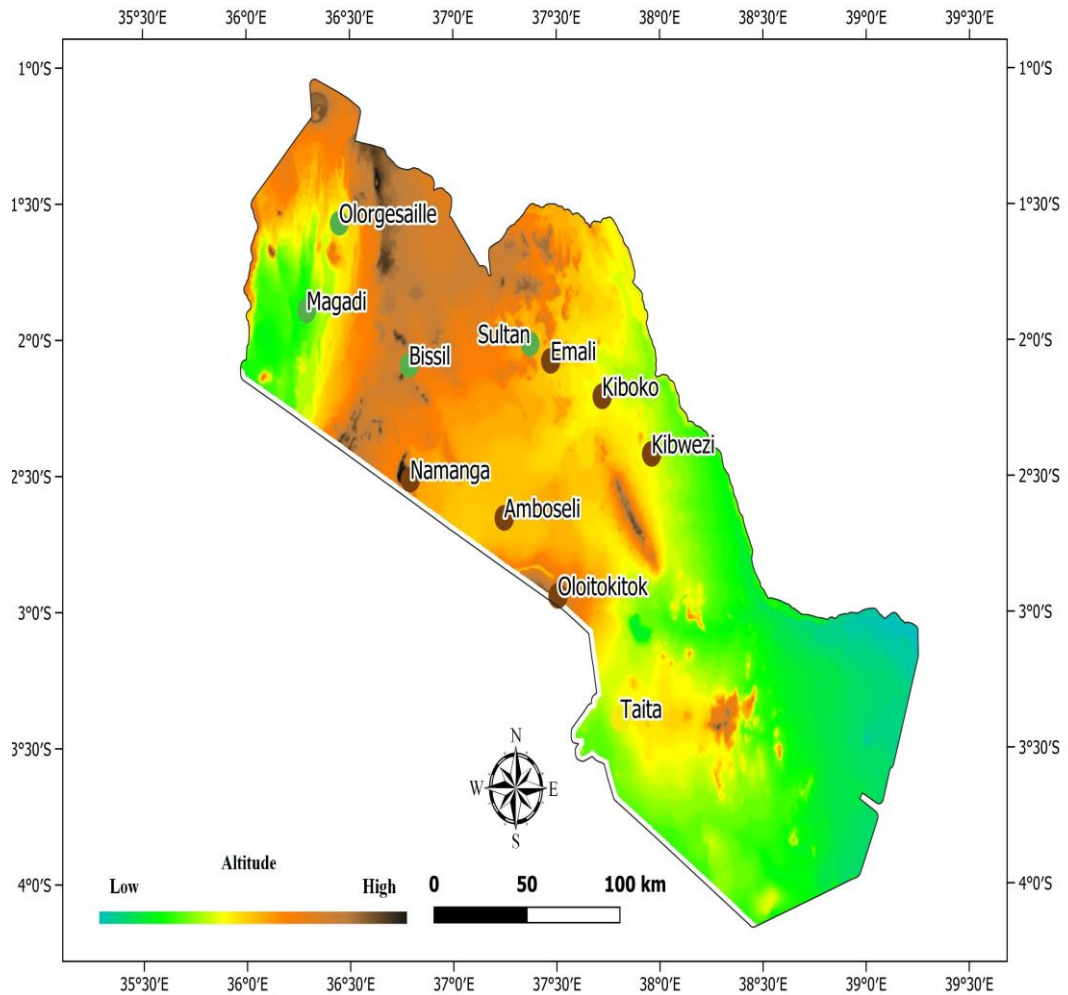 35°30′E 36°0′E 36°30′E 37°0′E 37°30′E 38°0′E 38°30′E 39°0′E 39°30′E
1°0′S 1°0′S
1°30′S 1°30′S
Olorgesaille
Magadi
2°0′S 2°0′S
Sultan
Emali
Bissil
Kiboko
Kibwezi
2°30′S 2°30′S
Namanga
Amboseli
Oloitokitok
3°0′S 3°0′S
Taita
3°30′S 3°30′S
N
W E
S
Altitude
Low High
0 50 100 km
4°0′S 4°0′S
35°30′E 36°0′E 36°30′E 37°0′E 37°30′E 38°0′E 38°30′E 39°0′E 39°30′E